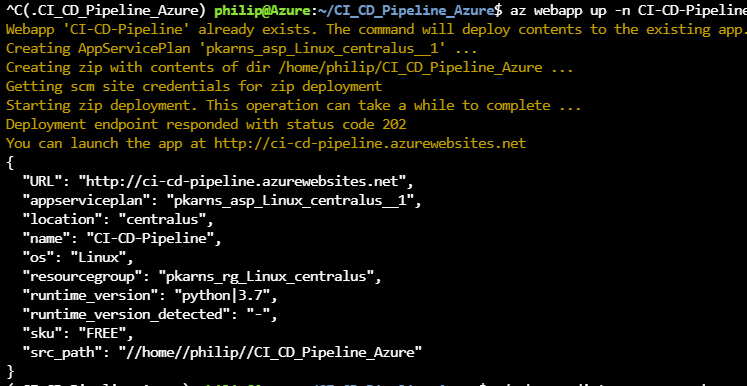 ^C(.CI_CD_Pipeline_Azure) philip@Azure:~/CI_CD_Pipeline_Azure$ az webapp up -n CI-CD-Pipeline
Webapp 'CI-CD-Pipeline' already exists. The command will deploy contents to the existing app.
Creating AppServicePlan 'pkarns_asp_Linux_centralus__1' ...
Creating zip with contents of dir /home/philip/CI_CD_Pipeline_Azure ...
Getting scm site credentials for zip deployment
Starting zip deployment. This operation can take a while to complete ...
Deployment endpoint responded with status code 202
You can launch the app at http://ci-cd-pipeline.azurewebsites.net
{
  "URL": "http://ci-cd-pipeline.azurewebsites.net",
  "appserviceplan": "pkarns_asp_Linux_centralus__1",
  "location": "centralus",
  "name": "CI-CD-Pipeline",
  "os": "Linux",
  "resourcegroup": "pkarns_rg_Linux_centralus",
  "runtime_version": "python|3.7",
  "runtime_version_detected": "-",
  "sku": "FREE",
  "src_path": "//home//philip//CI_CD_Pipeline_Azure"
}